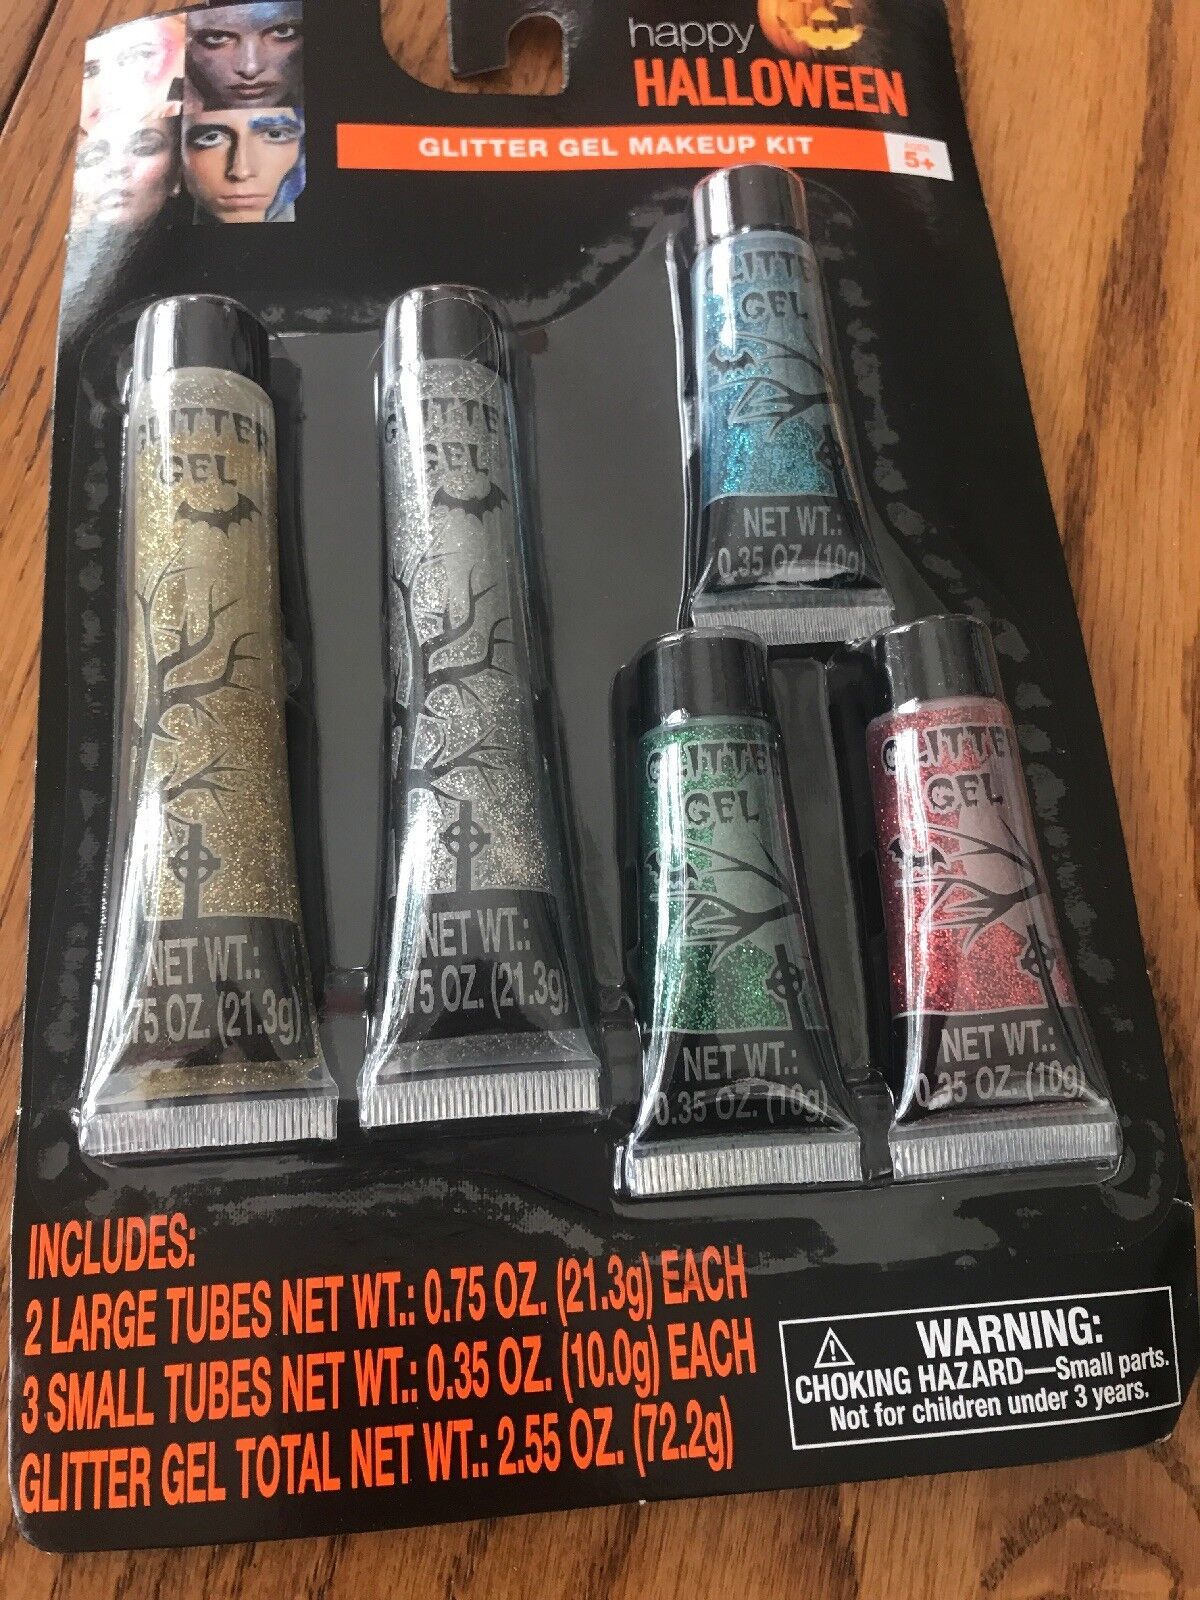 happy
HALLOWEEN
GLITTER GEL MAKEUP KIT
AGES
5+
GLITTE
GEL
NET WT.:
0.35 OZ. (10g)
GLITTER
GEL
NET WT.:
.75 OZ. (21.3g)
GLITTE
GEL
NET WT.:
.75 OZ. (21.3g)
GLITTER
GEL
NET WT.:
0.35 OZ. (10g)
GLITTE
GEL
NET WT.:
0.35 OZ. (10g)
INCLUDES:
2 LARGE TUBES NET WT.: 0.75 OZ. (21.3g) EACH
3 SMALL TUBES NET WT.: 0.35 OZ. (10.0g) EACH
GLITTER GEL TOTAL NET WT.: 2.55 OZ. (72.2g)
WARNING:
CHOKING HAZARD—Small parts.
Not for children under 3 years.